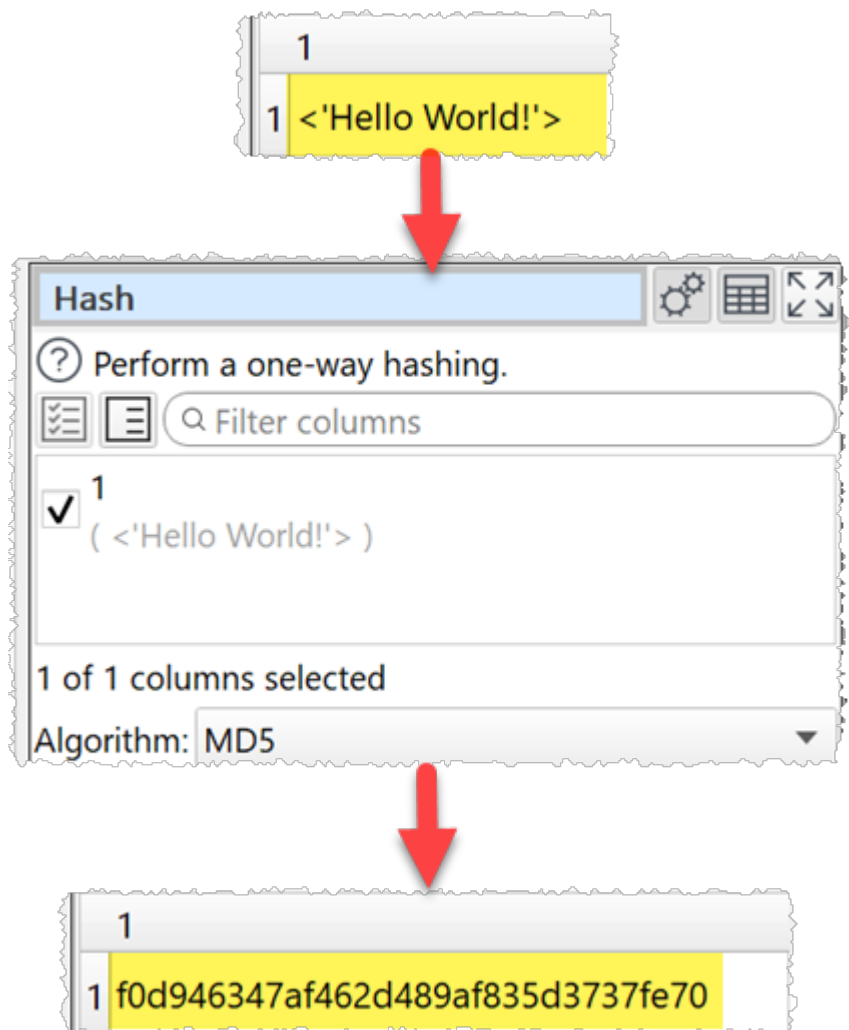 1
1 <'Hello World!'>
Hash
? Perform a one-way hashing.
Filter columns
1
( <'Hello World!'> )
1 of 1 columns selected
Algorithm: MD5
1
1 f0d946347af462d489af835d3737fe70